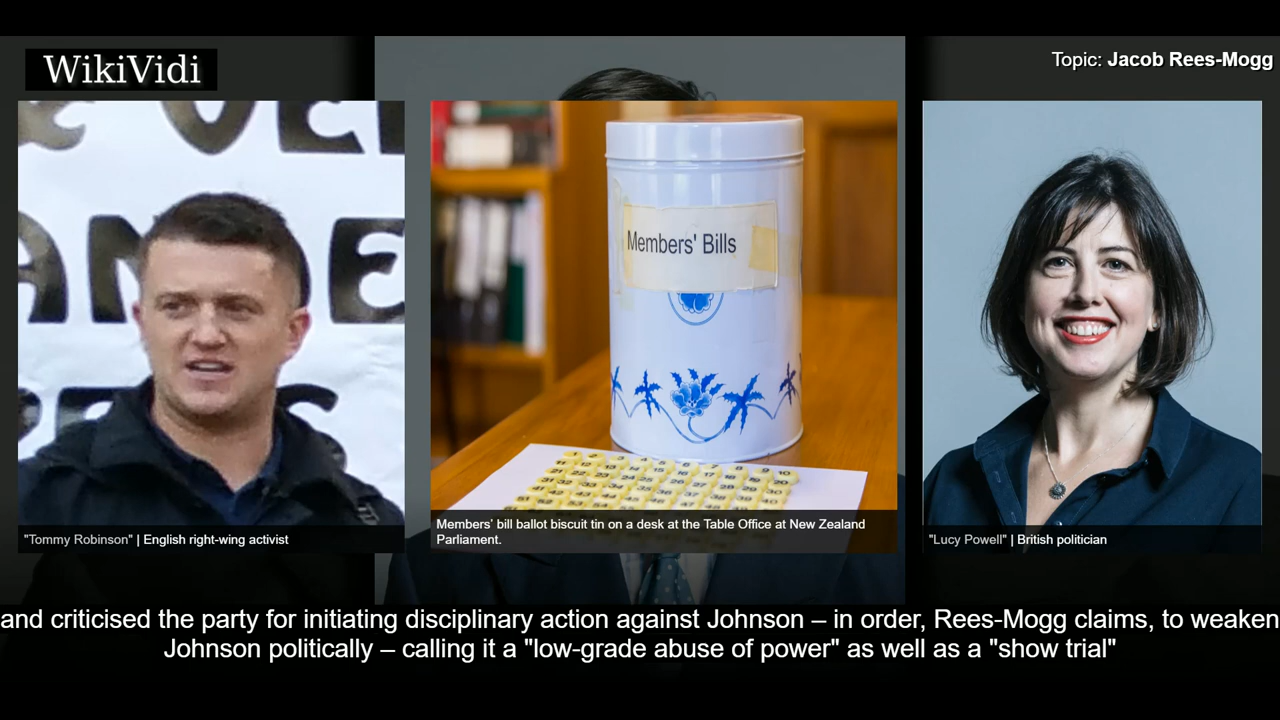 WikiVidi
Topic: Jacob Rees-Mogg
Members' Bills
"Tommy Robinson" | English right-wing activist
Members' bill ballot biscuit tin on a desk at the Table Office at New Zealand
Parliament.
"Lucy Powell" | British politician
and criticised the party for initiating disciplinary action against Johnson – in order, Rees-Mogg claims, to weaken
Johnson politically – calling it a "low-grade abuse of power" as well as a "show trial"